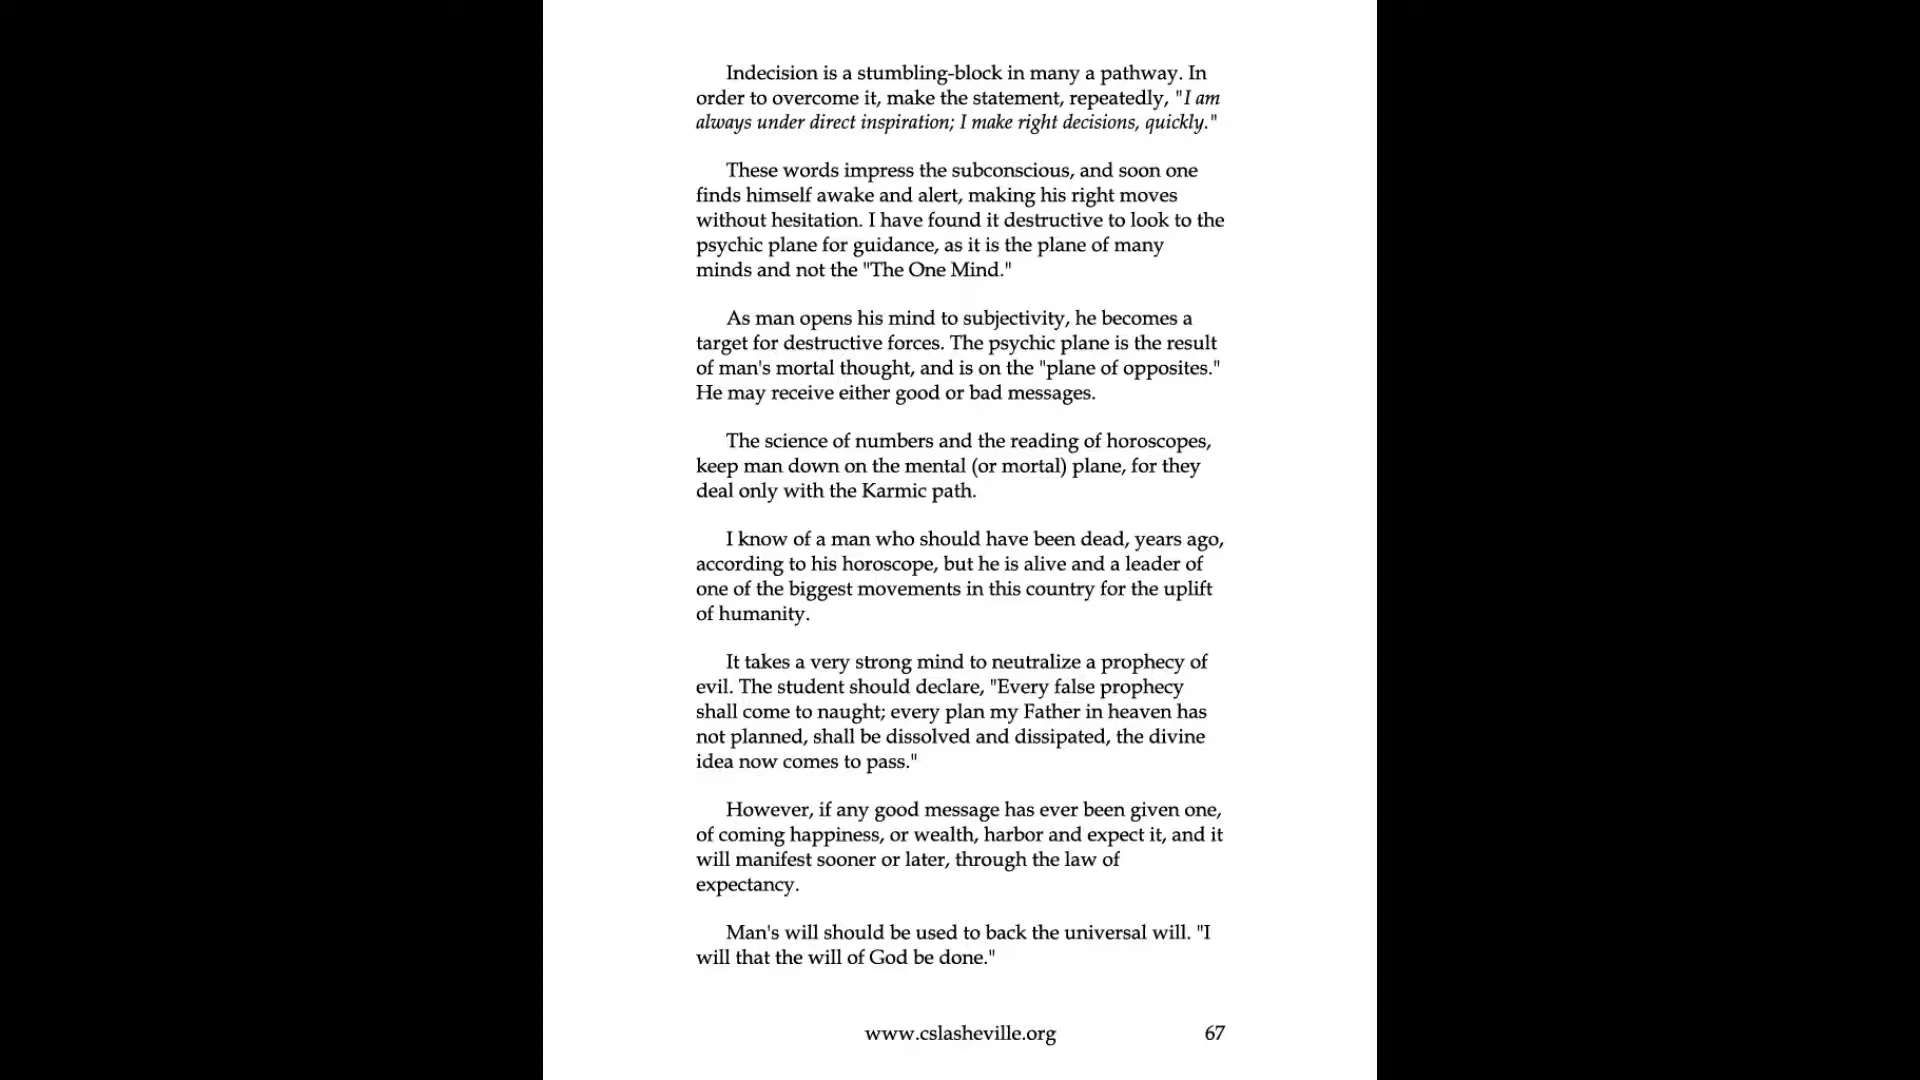 Indecision is a stumbling-block in many a pathway. In
order to overcome it, make the statement, repeatedly, "I am
always under direct inspiration; I make right decisions, quickly."
These words impress the subconscious, and soon one
finds himself awake and alert, making his right moves
without hesitation. I have found it destructive to look to the
psychic plane for guidance, as it is the plane of many
minds and not the "The One Mind."
As man opens his mind to subjectivity, he becomes a
target for destructive forces. The psychic plane is the result
of man's mortal thought, and is on the "plane of opposites."
He may receive either good or bad messages.
The science of numbers and the reading of horoscopes,
keep man down on the mental (or mortal) plane, for they
deal only with the Karmic path.
I know of a man who should have been dead, years ago,
according to his horoscope, but he is alive and a leader of
one of the biggest movements in this country for the uplift
of humanity.
It takes a very strong mind to neutralize a prophecy of
evil. The student should declare, "Every false prophecy
shall come to naught; every plan my Father in heaven has
not planned, shall be dissolved and dissipated, the divine
idea now comes to pass."
However, if any good message has ever been given one,
of coming happiness, or wealth, harbor and expect it, and it
will manifest sooner or later, through the law of
expectancy.
Man's will should be used to back the universal will. "I
will that the will of God be done."
www.cslasheville.org 67